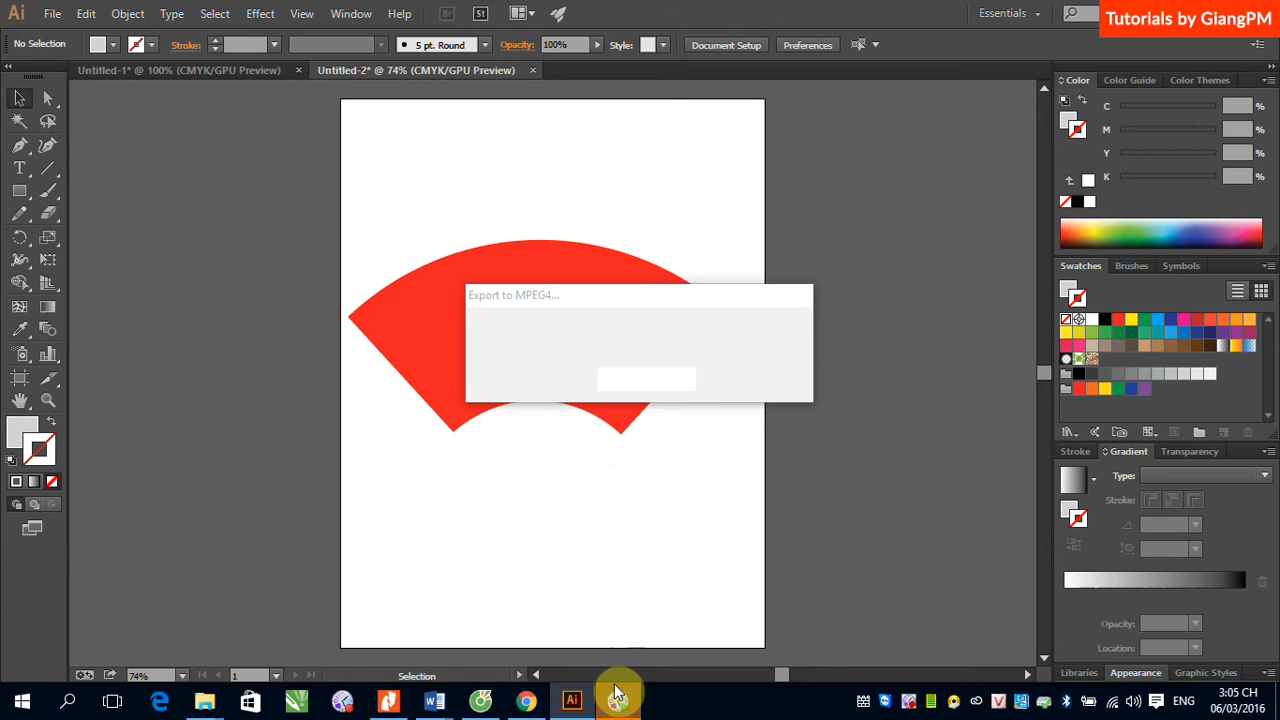 Ai File Edit Object Type Select Effect View Window Help Br St Essentials
Tutorials by GiangPM
No Selection Stroke: 5 pt. Round Opacity: 100% Style: Document Setup Preferences
Untitled-1* @ 100% (CMYK/GPU Preview) × Untitled-2* @ 74% (CMYK/GPU Preview) ×
Color Color Guide Color Themes
C %
M %
Y %
K %
Swatches Brushes Symbols
Export to MPEG4...
Stroke Gradient Transparency
Type:
Stroke:
Opacity:
Location:
Libraries Appearance Graphic Styles
74% 1 Selection
Ai ENG 3:05 CH
06/03/2016